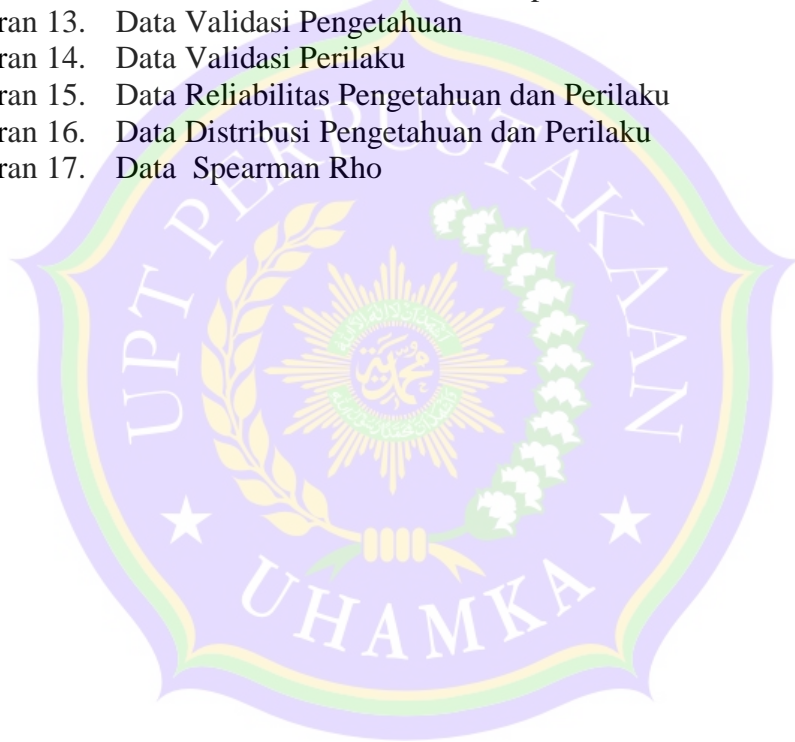 ran 13. Data Validasi Pengetahuan
ran 14. Data Validasi Perilaku
ran 15. Data Reliabilitas Pengetahuan dan Perilaku
ran 16. Data Distribusi Pengetahuan dan Perilaku
ran 17. Data Spearman Rho
UPT PERPUSTAKAAN
محمدية
UHAMKA